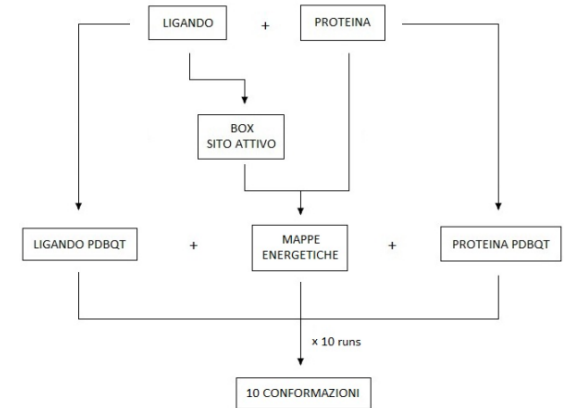 LIGANDO
+
PROTEINA
BOX
SITO ATTIVO
LIGANDO PDBQT
+
MAPPE
ENERGETICHE
+
PROTEINA PDBQT
x 10 runs
10 CONFORMAZIONI